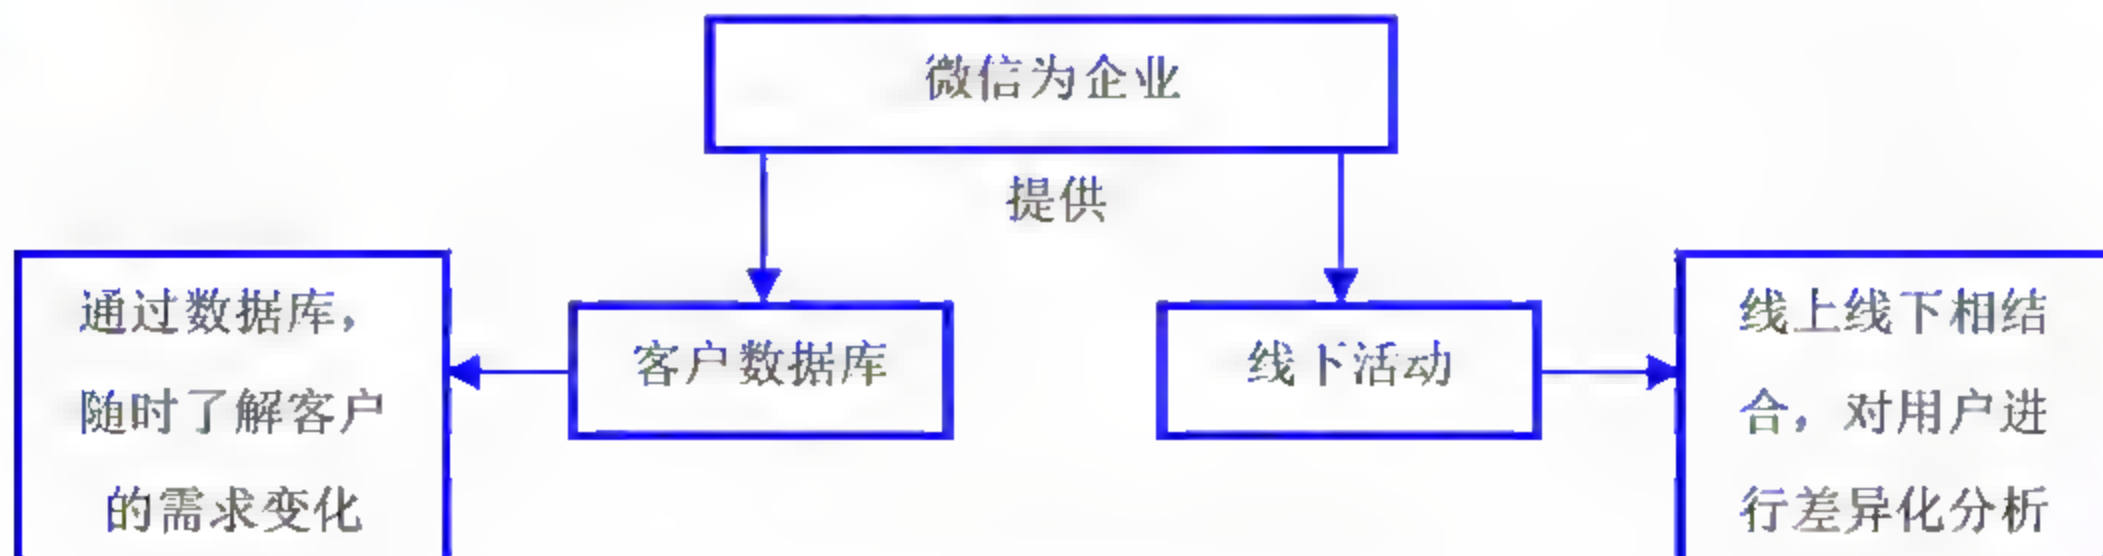 微信为企业
提供
通过数据库，
随时了解客户
的需求变化
客户数据库
线下活动
线上线下相结
合，对用户进
行差异化分析